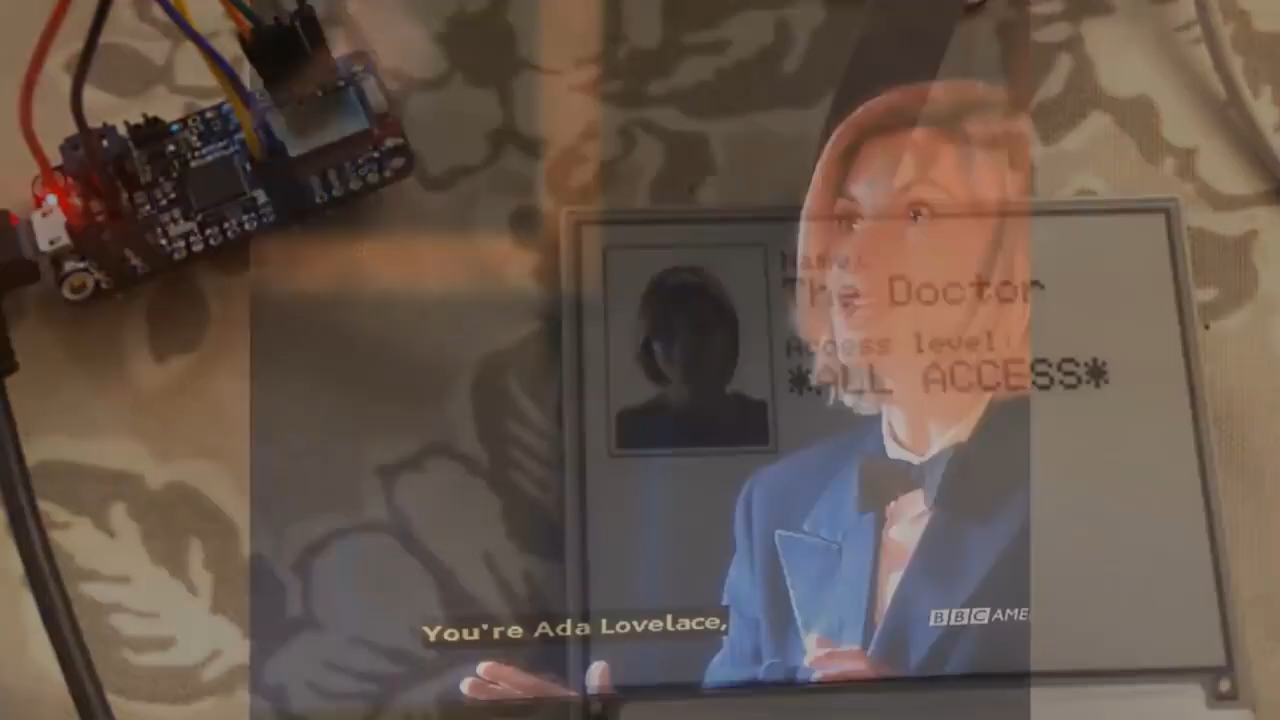 Name:
The Doctor
Access level:
*ALL ACCESS*
You're Ada Lovelace,
BBC AME